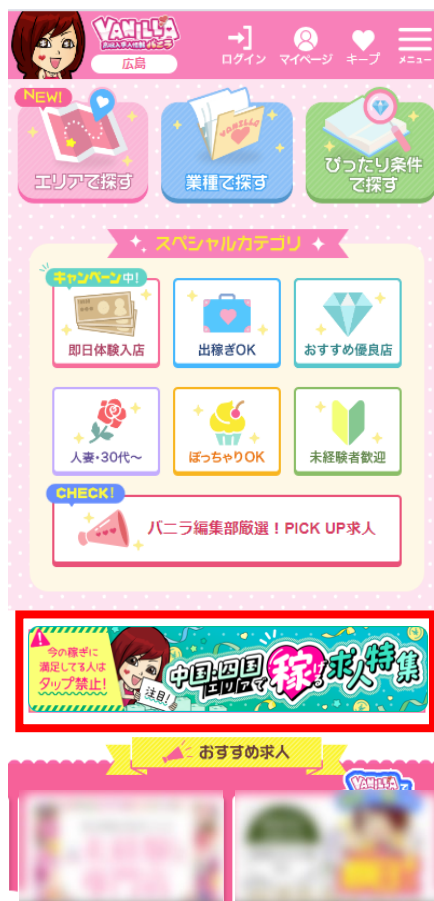 VANILLA
高収入求人情報 バニラ
広島
ログイン
マイページ
キープ
メニュー
NEW!
エリアで探す
VANILLA
業種で探す
ぴったり条件
で探す
スペシャルカテゴリ
キャンペーン中!
即日体験入店
出稼ぎOK
おすすめ優良店
人妻・30代〜
ぽっちゃりOK
未経験者歓迎
CHECK!
バニラ編集部厳選！PICK UP求人
今の稼ぎに
満足してる人は
タップ禁止!
注目!
中国・四国
エリアで
稼げる求人特集
おすすめ求人
VANILLAで